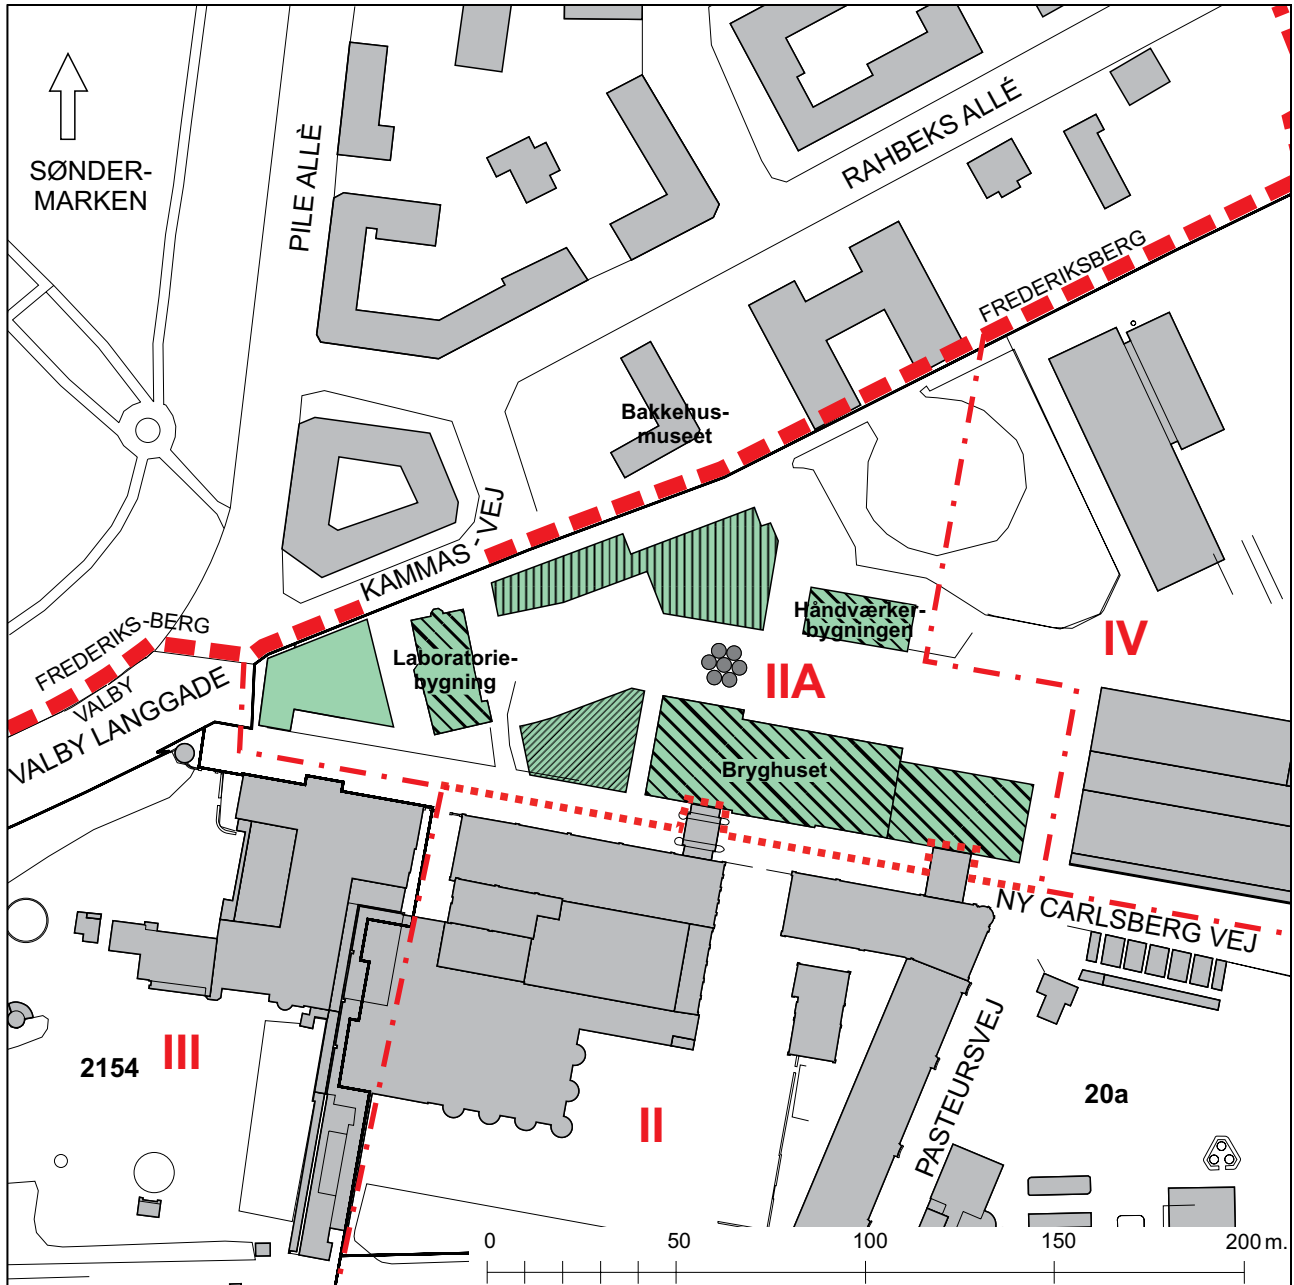 SØNDER-
MARKEN
PILE ALLÈ
RAHBEKS ALLÉ
FREDERIKSBERG
Bakkehus-
museet
KAMMAS-VEJ
FREDERIKS-BERG
VALBY
VALBY LANGGADE
Håndværker-
bygningen
Laboratorie-
bygning
IIA
IV
Bryghuset
NY CARLSBERG VEJ
PASTEURSVEJ
2154
III
II
20a
0 50 100 150 200 m.